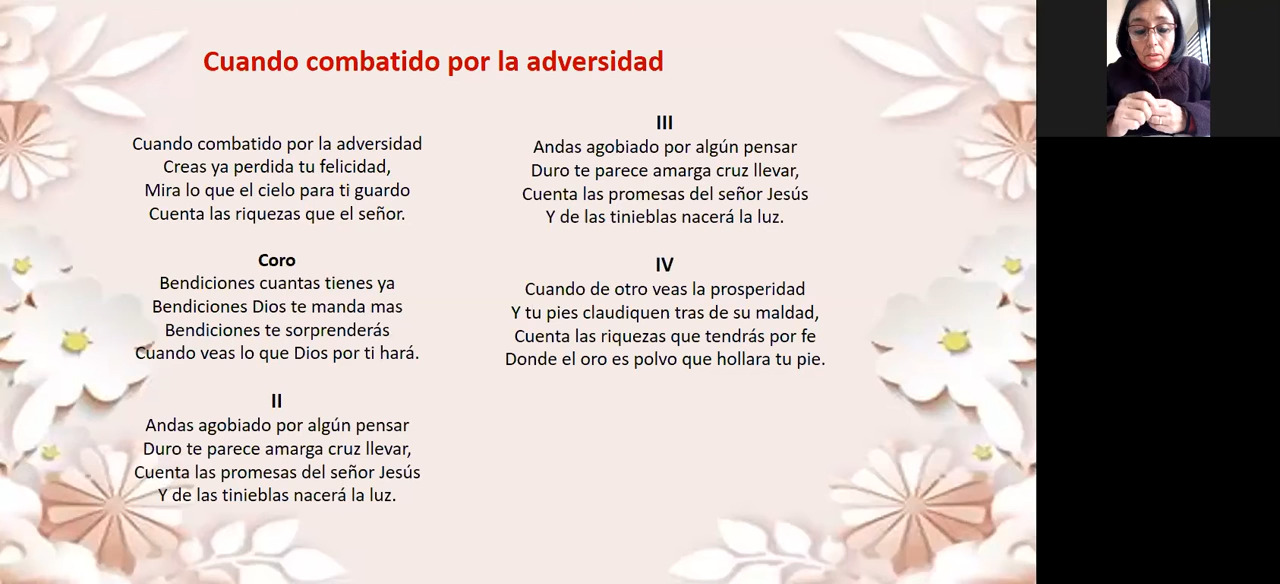 Cuando combatido por la adversidad
Cuando combatido por la adversidad
Creas ya perdida tu felicidad,
Mira lo que el cielo para ti guardo
Cuenta las riquezas que el señor.
Coro
Bendiciones cuantas tienes ya
Bendiciones Dios te manda mas
Bendiciones te sorprenderás
Cuando veas lo que Dios por ti hará.
II
Andas agobiado por algún pensar
Duro te parece amarga cruz llevar,
Cuenta las promesas del señor Jesús
Y de las tinieblas nacerá la luz.
III
Andas agobiado por algún pensar
Duro te parece amarga cruz llevar,
Cuenta las promesas del señor Jesús
Y de las tinieblas nacerá la luz.
IV
Cuando de otro veas la prosperidad
Y tu pies claudiquen tras de su maldad,
Cuenta las riquezas que tendrás por fe
Donde el oro es polvo que hollara tu pie.